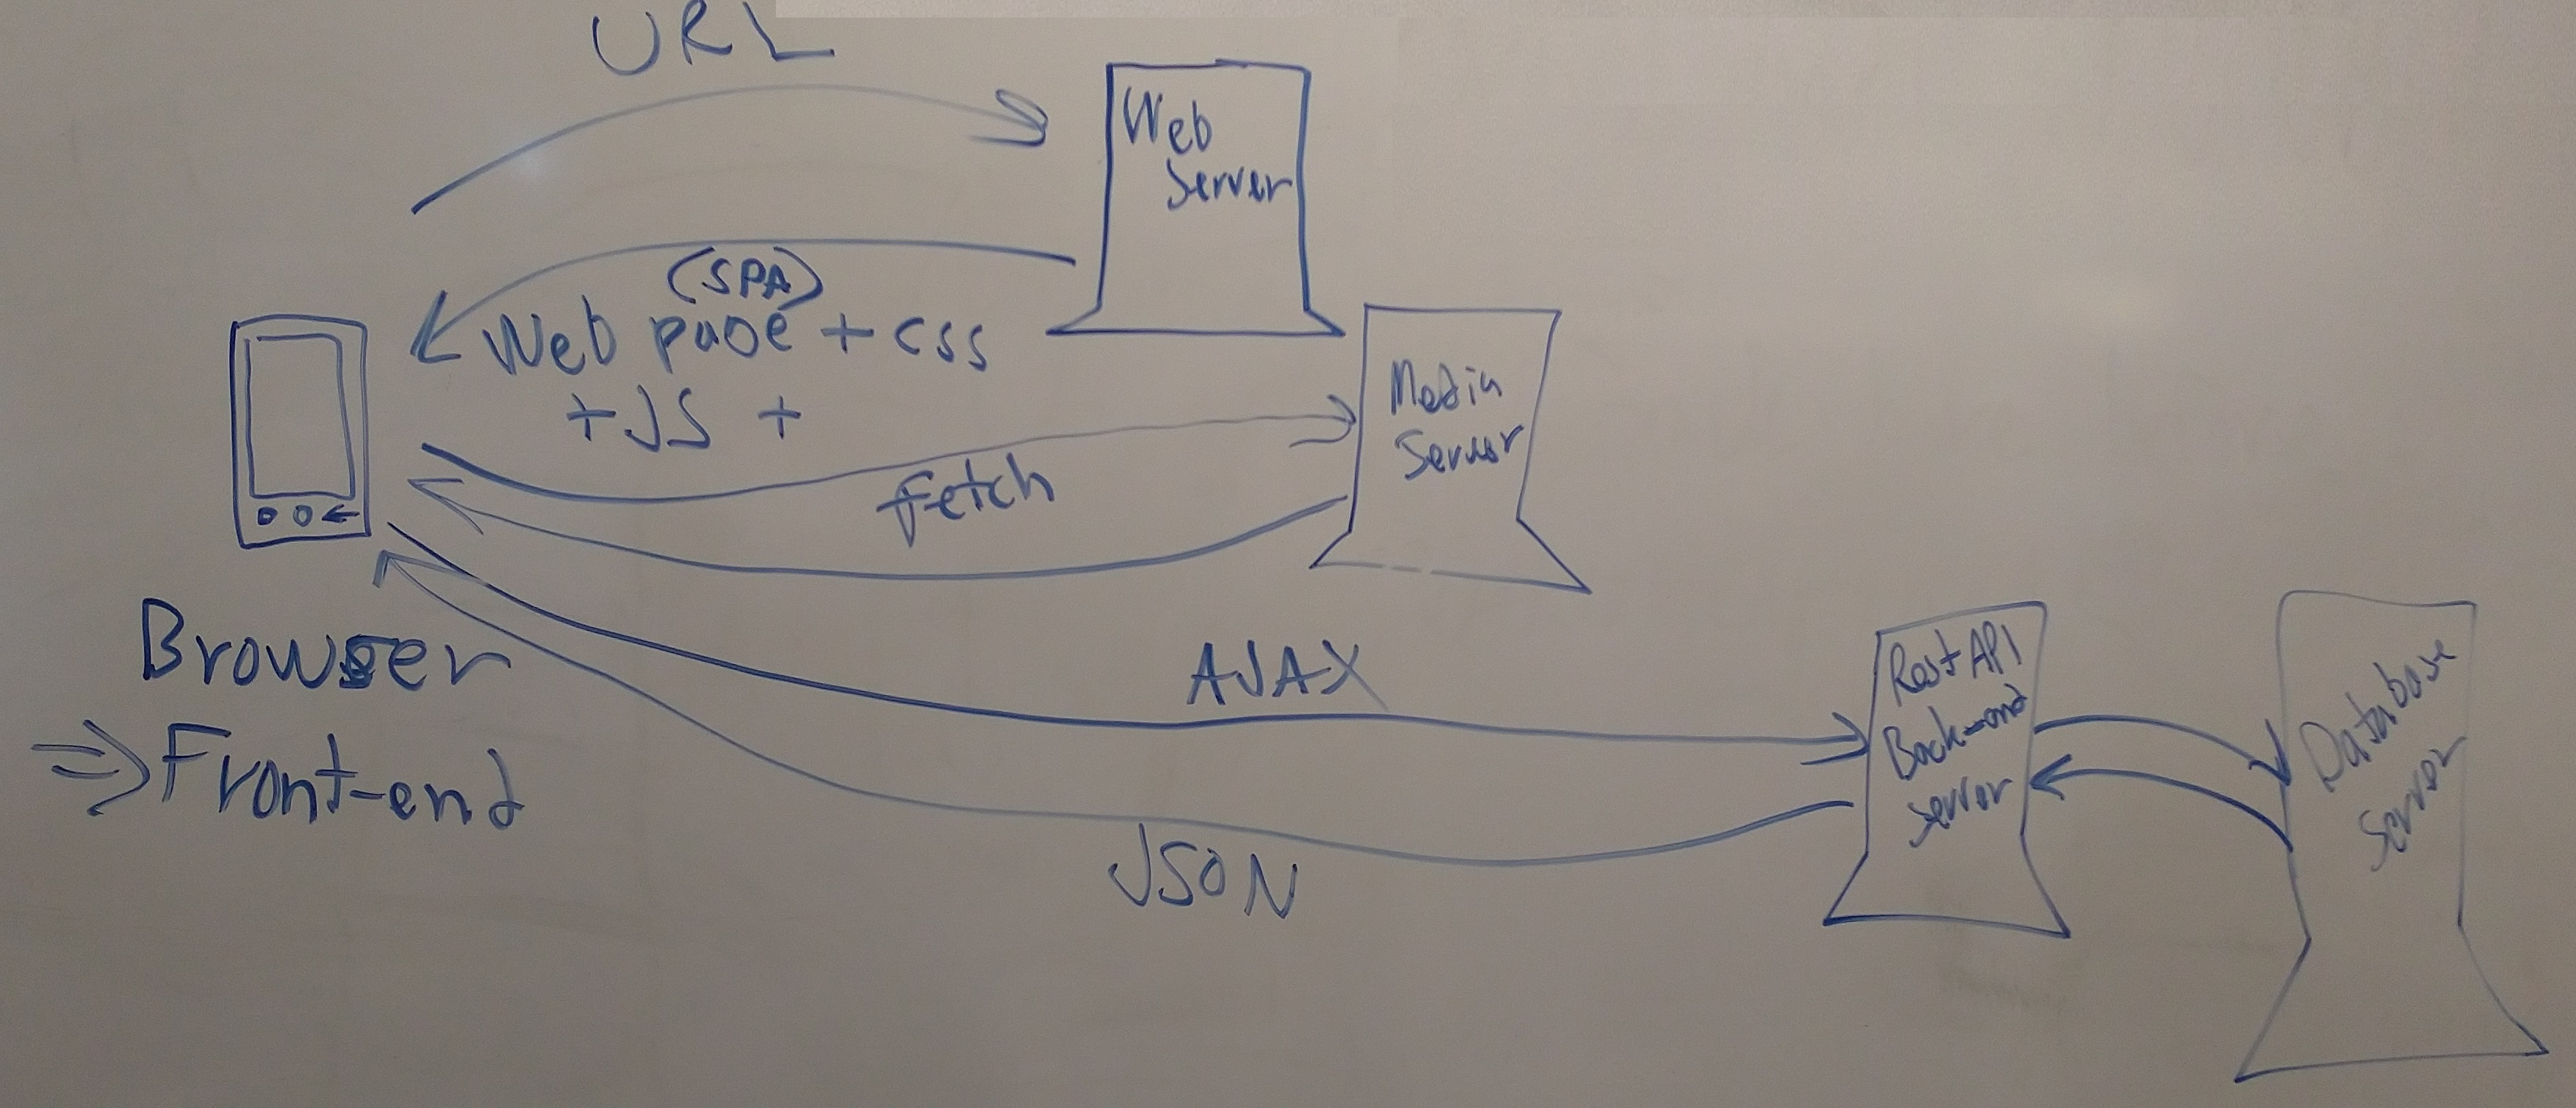 URL
Web
Server
(SPA)
Web page + css
+ JS +
Media
Server
fetch
Browser
⇒ Front-end
AJAX
JSON
Rest API
Back-end
server
Database
Server